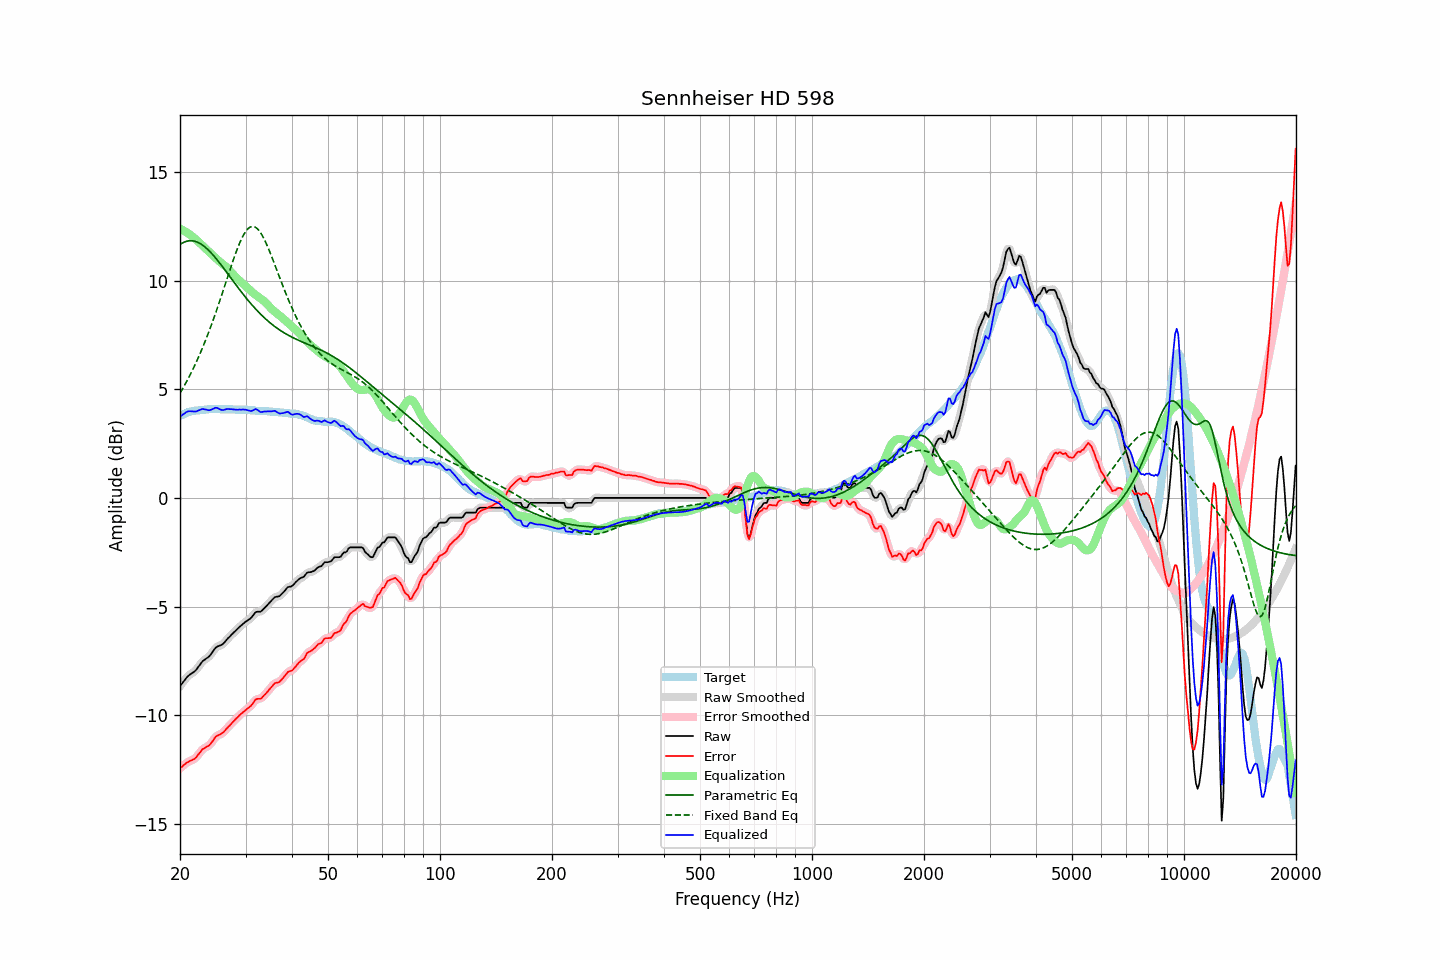 Sennheiser HD 598
Amplitude (dBr)
15
10
5
0
−5
−10
−15
Target
Raw Smoothed
Error Smoothed
Raw
Error
Equalization
Parametric Eq
Fixed Band Eq
Equalized
20
50
100
200
500
1000
2000
5000
10000
20000
Frequency (Hz)